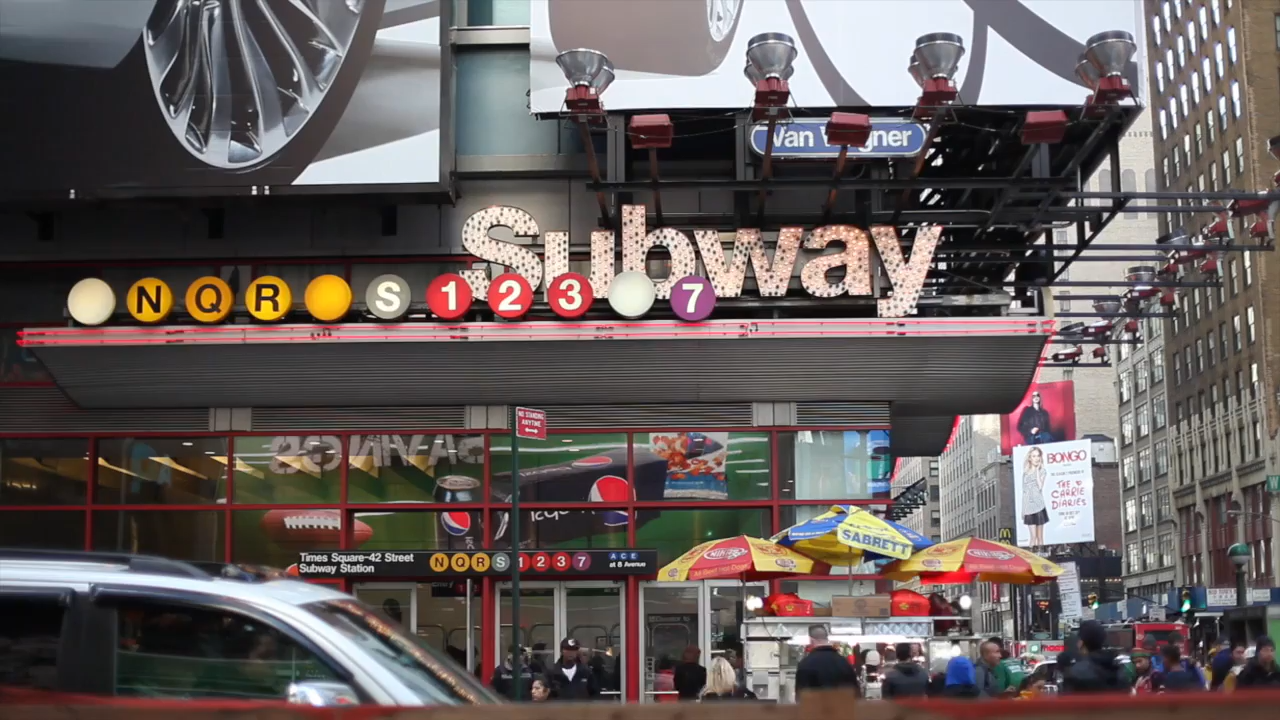 Van Wagner
Subway
N Q R S 1 2 3 7
NO STANDING
ANYTIME
Times Square-42 Street
Subway Station
N Q R S 1 2 3 7
A C E
at 8 Avenue
SABRETT
BONGO
THE
CARRIE
DIARIES